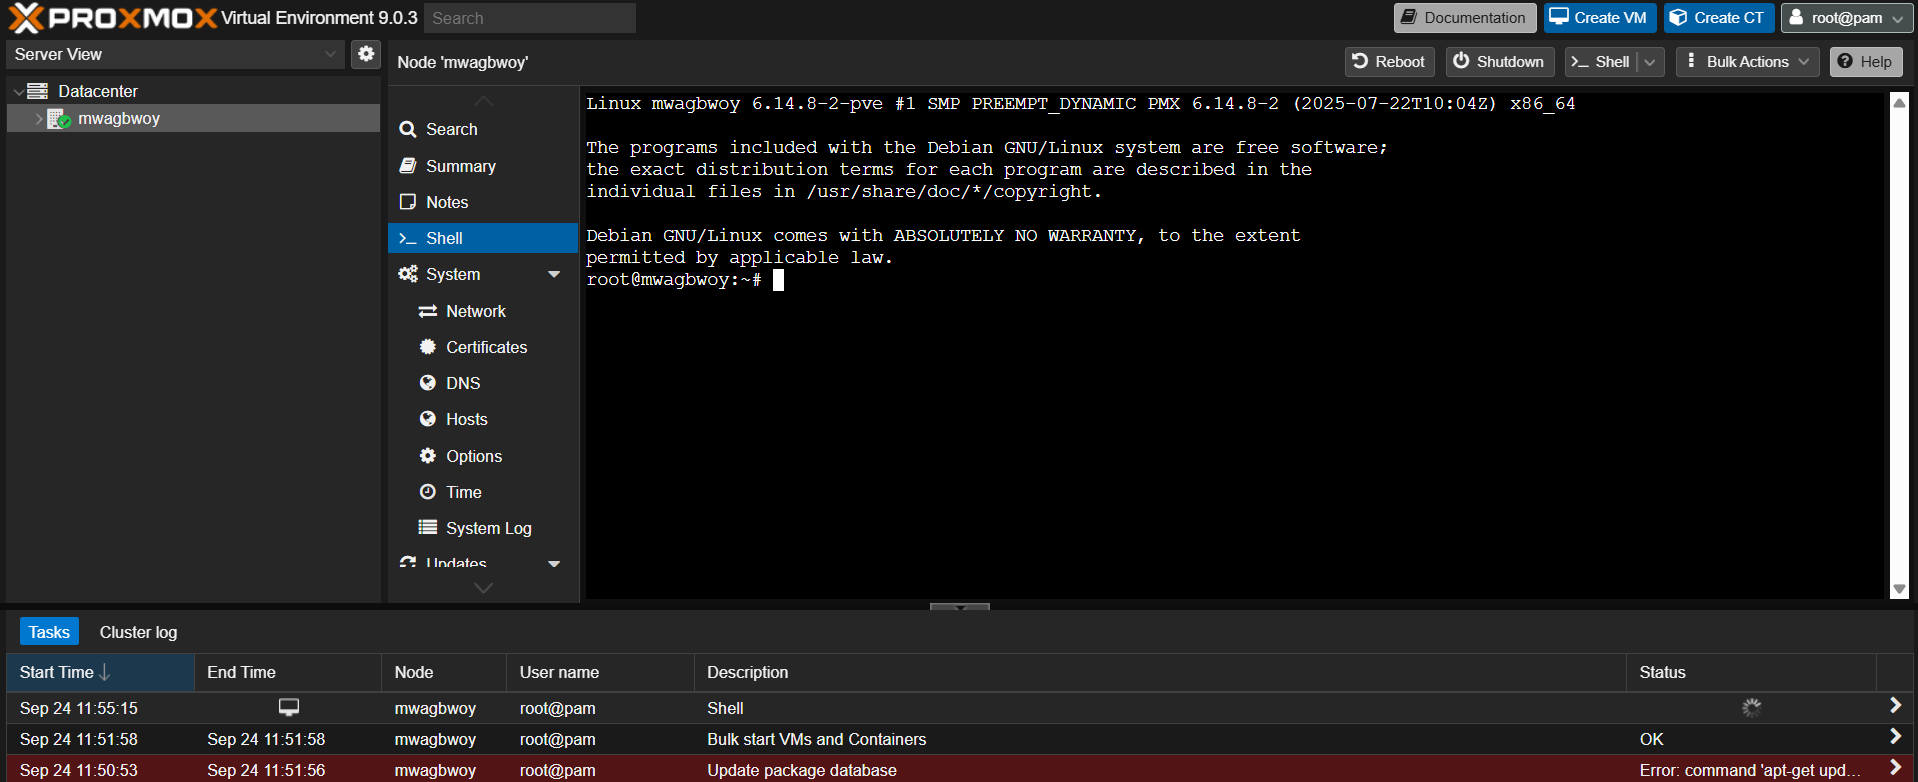 PROXMOX Virtual Environment 9.0.3 Search Documentation Create VM Create CT root@pam
Server View
Node 'mwagbwoy' Reboot Shutdown Shell Bulk Actions Help
Datacenter
mwagbwoy
Search
Summary
Notes
Shell
System
Network
Certificates
DNS
Hosts
Options
Time
System Log
Updates
Linux mwagbwoy 6.14.8-2-pve #1 SMP PREEMPT_DYNAMIC PMX 6.14.8-2 (2025-07-22T10:04Z) x86_64
The programs included with the Debian GNU/Linux system are free software;
the exact distribution terms for each program are described in the
individual files in /usr/share/doc/*/copyright.
Debian GNU/Linux comes with ABSOLUTELY NO WARRANTY, to the extent
permitted by applicable law.
root@mwagbwoy:~#
Tasks Cluster log
Start Time End Time Node User name Description Status
Sep 24 11:55:15 mwagbwoy root@pam Shell
Sep 24 11:51:58 Sep 24 11:51:58 mwagbwoy root@pam Bulk start VMs and Containers OK
Sep 24 11:50:53 Sep 24 11:51:56 mwagbwoy root@pam Update package database Error: command 'apt-get upd...